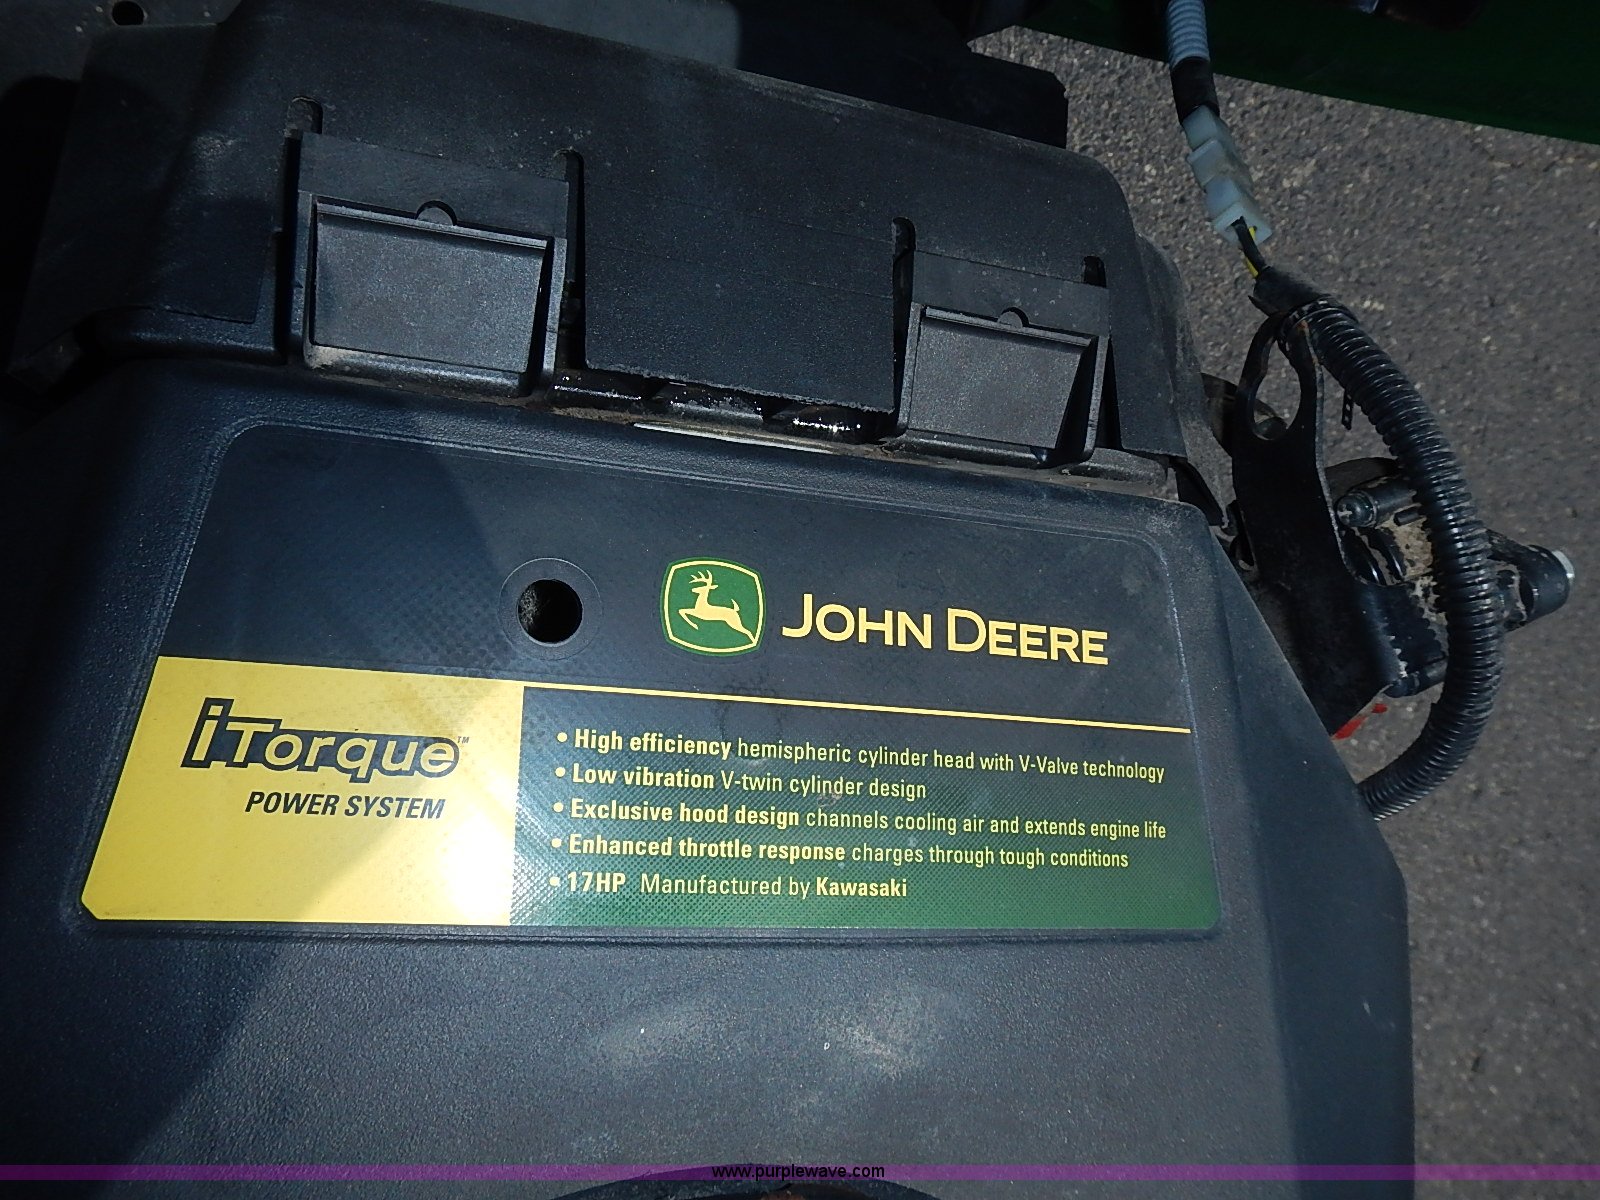 JOHN DEERE
iTorque™
POWER SYSTEM
• High efficiency hemispheric cylinder head with V-Valve technology
• Low vibration V-twin cylinder design
• Exclusive hood design channels cooling air and extends engine life
• Enhanced throttle response charges through tough conditions
• 17HP Manufactured by Kawasaki
www.purplewave.com